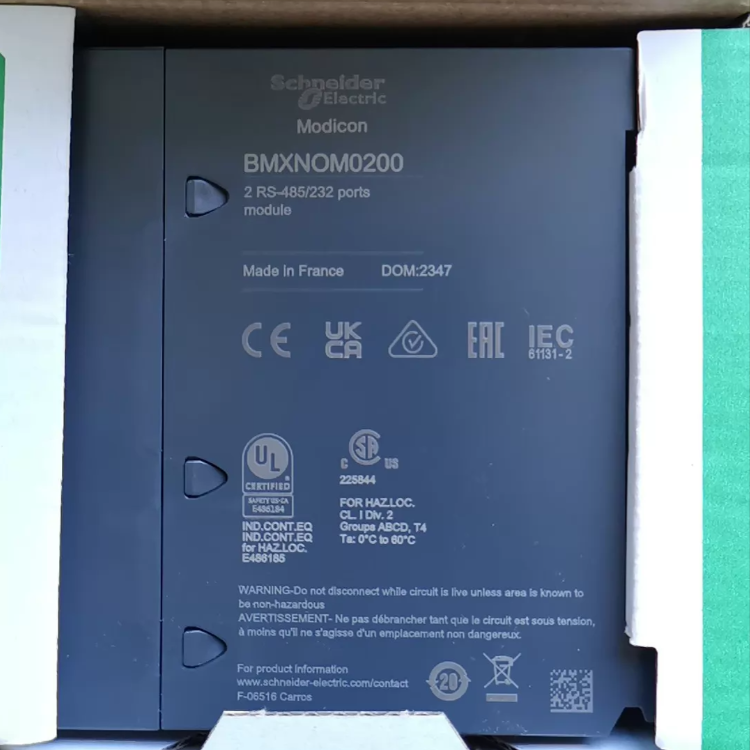 Schneider
Electric
Modicon
BMXNOM0200
2 RS-485/232 ports
module
Made in France DOM:2347
CE UK CA EAC IEC
61131-2
UL
CERTIFIED
SAFETY US-CA
E486184
IND.CONT.EQ
IND.CONT.EQ
for HAZ.LOC.
E486185
C SA US
225844
FOR HAZ.LOC.
CL. I Div. 2
Groups ABCD, T4
Ta: 0°C to 60°C
WARNING-Do not disconnect while circuit is live unless area is known to
be non-hazardous
AVERTISSEMENT- Ne pas débrancher tant que le circuit est sous tension,
à moins qu'il ne s'agisse d'un emplacement non dangereux.
For product information
www.schneider-electric.com/contact
F-06516 Carros
20